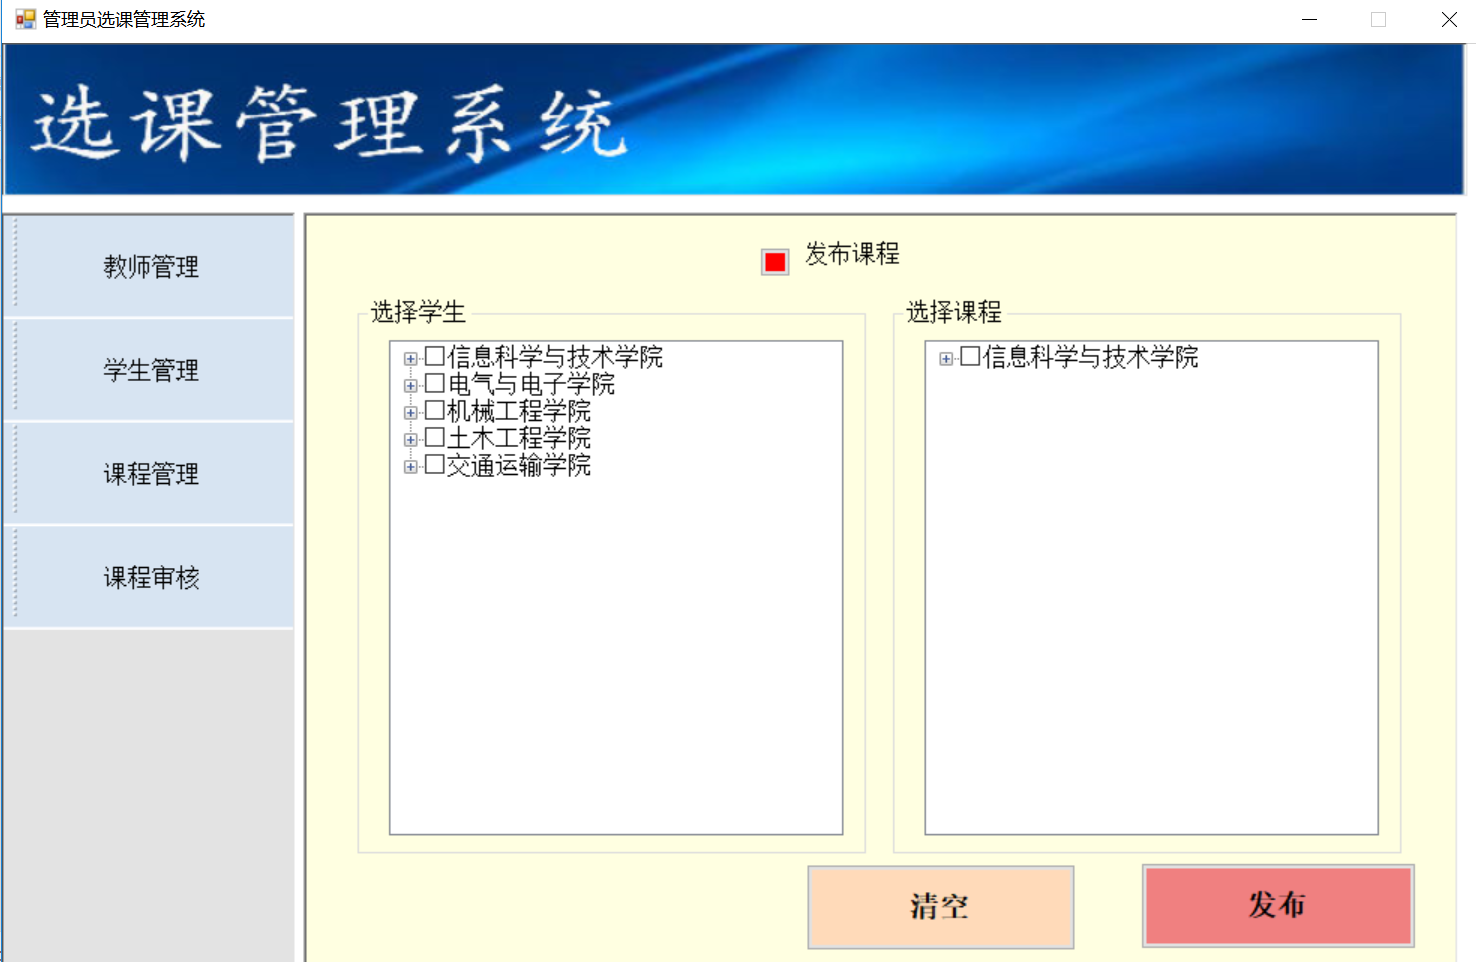 管理员选课管理系统
选课管理系统
教师管理
学生管理
课程管理
课程审核
发布课程
选择学生
信息科学与技术学院
电气与电子学院
机械工程学院
土木工程学院
交通运输学院
选择课程
信息科学与技术学院
清空
发布